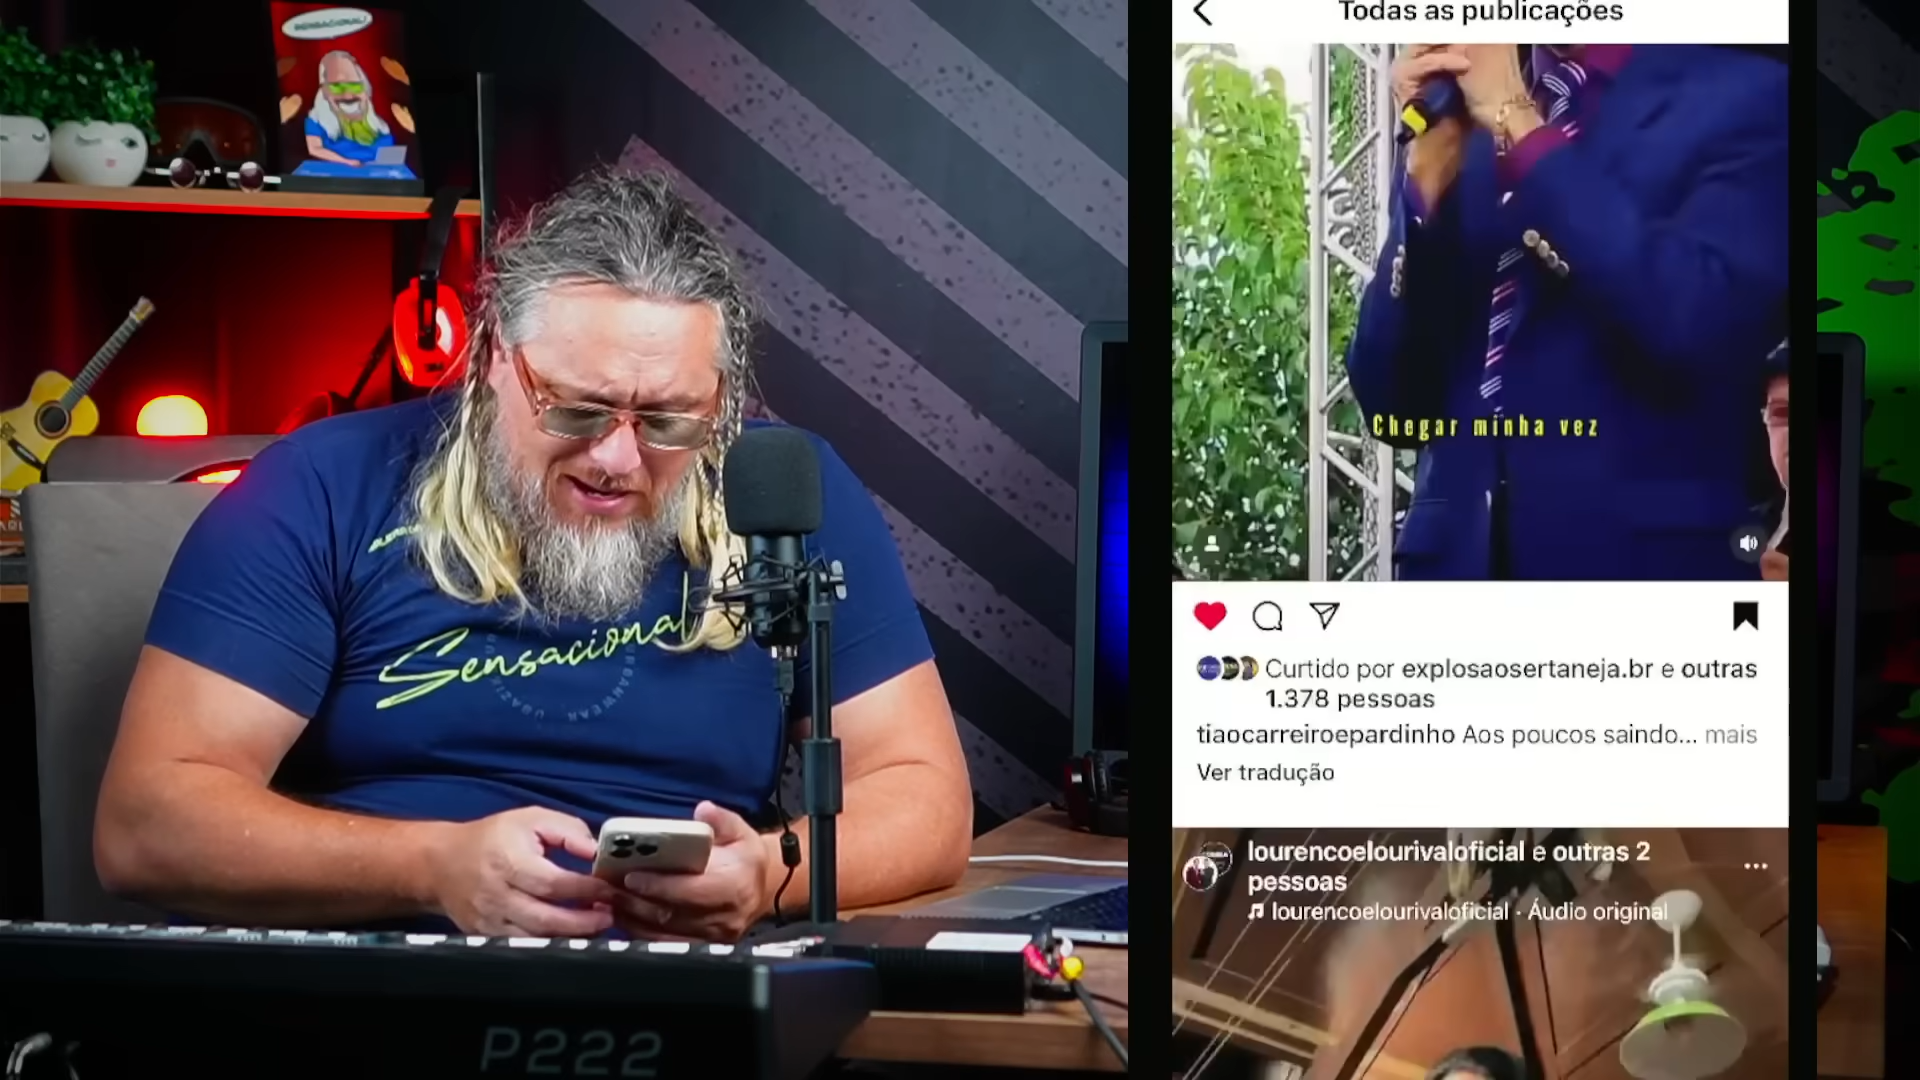 SENSACIONAL!
Sensacional
P222
Todas as publicações
Chegar minha vez
Curtido por explosaosertaneja.br e outras
1.378 pessoas
tiaocarreiroepardinho Aos poucos saindo... mais
Ver tradução
lourencoelourivaloficial e outras 2
pessoas
lourencoelourivaloficial · Áudio original